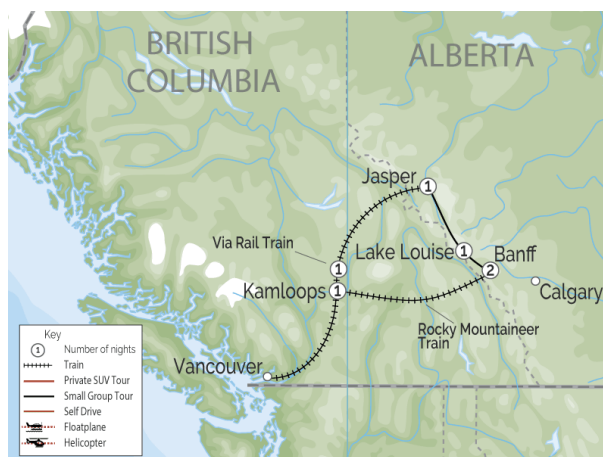 BRITISH
COLUMBIA
ALBERTA
Jasper
1
Via Rail Train
1
Lake Louise
1
Banff
2
Kamloops
1
Calgary
Rocky Mountaineer
Train
Vancouver
Key
1 Number of nights
Train
Private SUV Tour
Small Group Tour
Self Drive
Floatplane
Helicopter